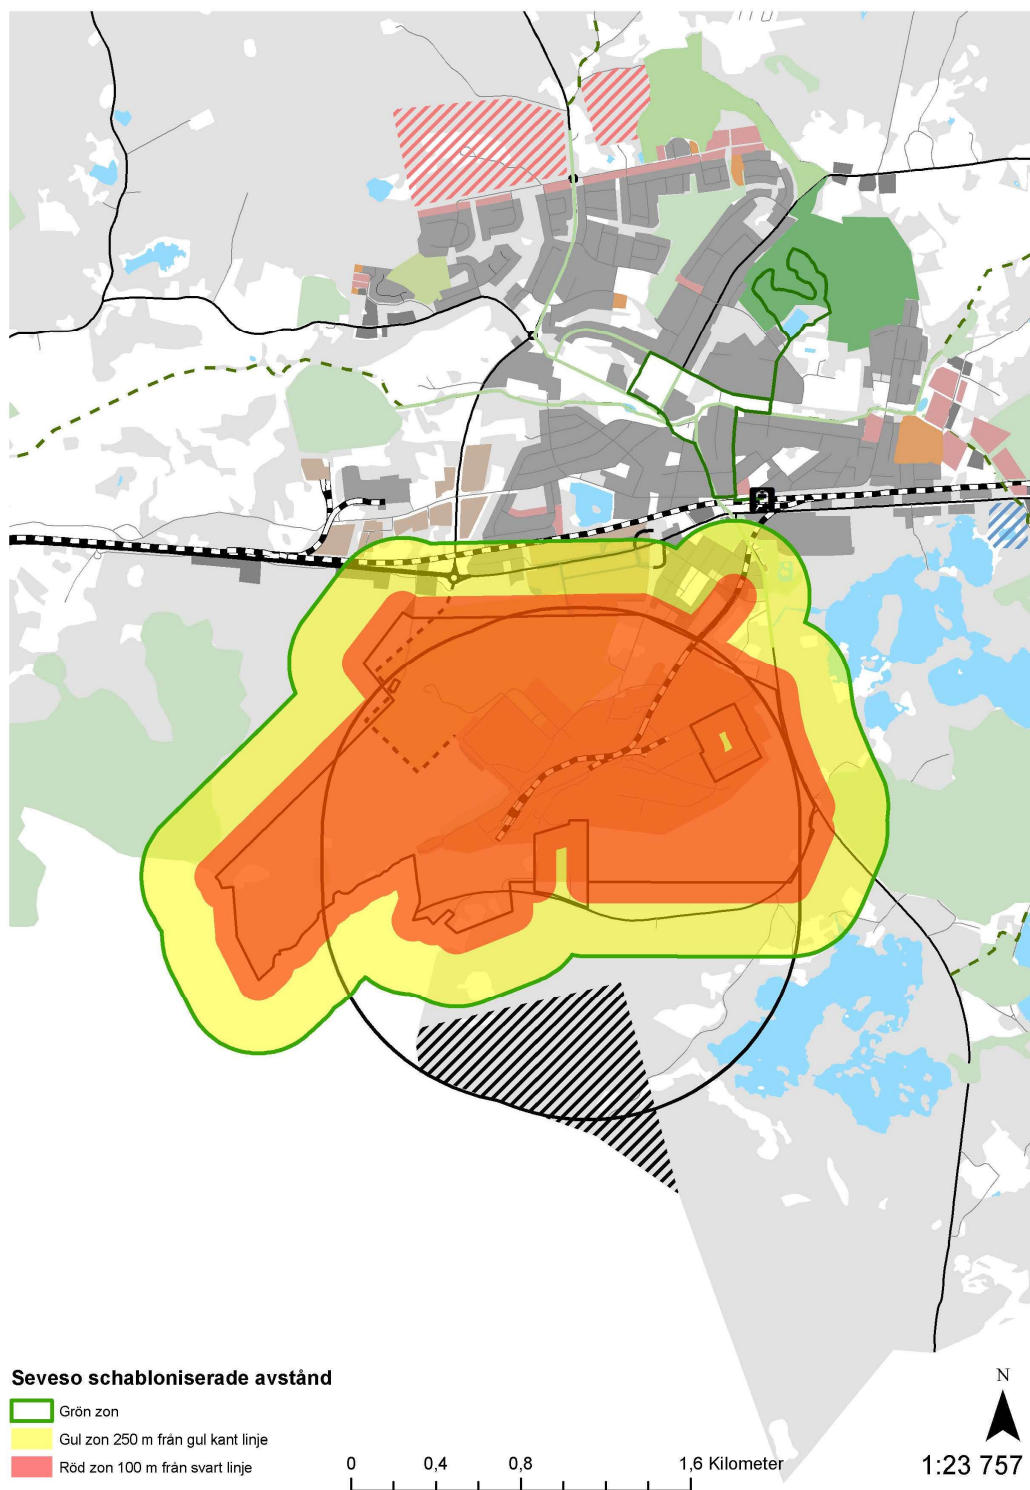 Seveso schabloniserade avstånd
Grön zon
Gul zon 250 m från gul kant linje
Röd zon 100 m från svart linje
0 0,4 0,8 1,6 Kilometer
N
1:23 757